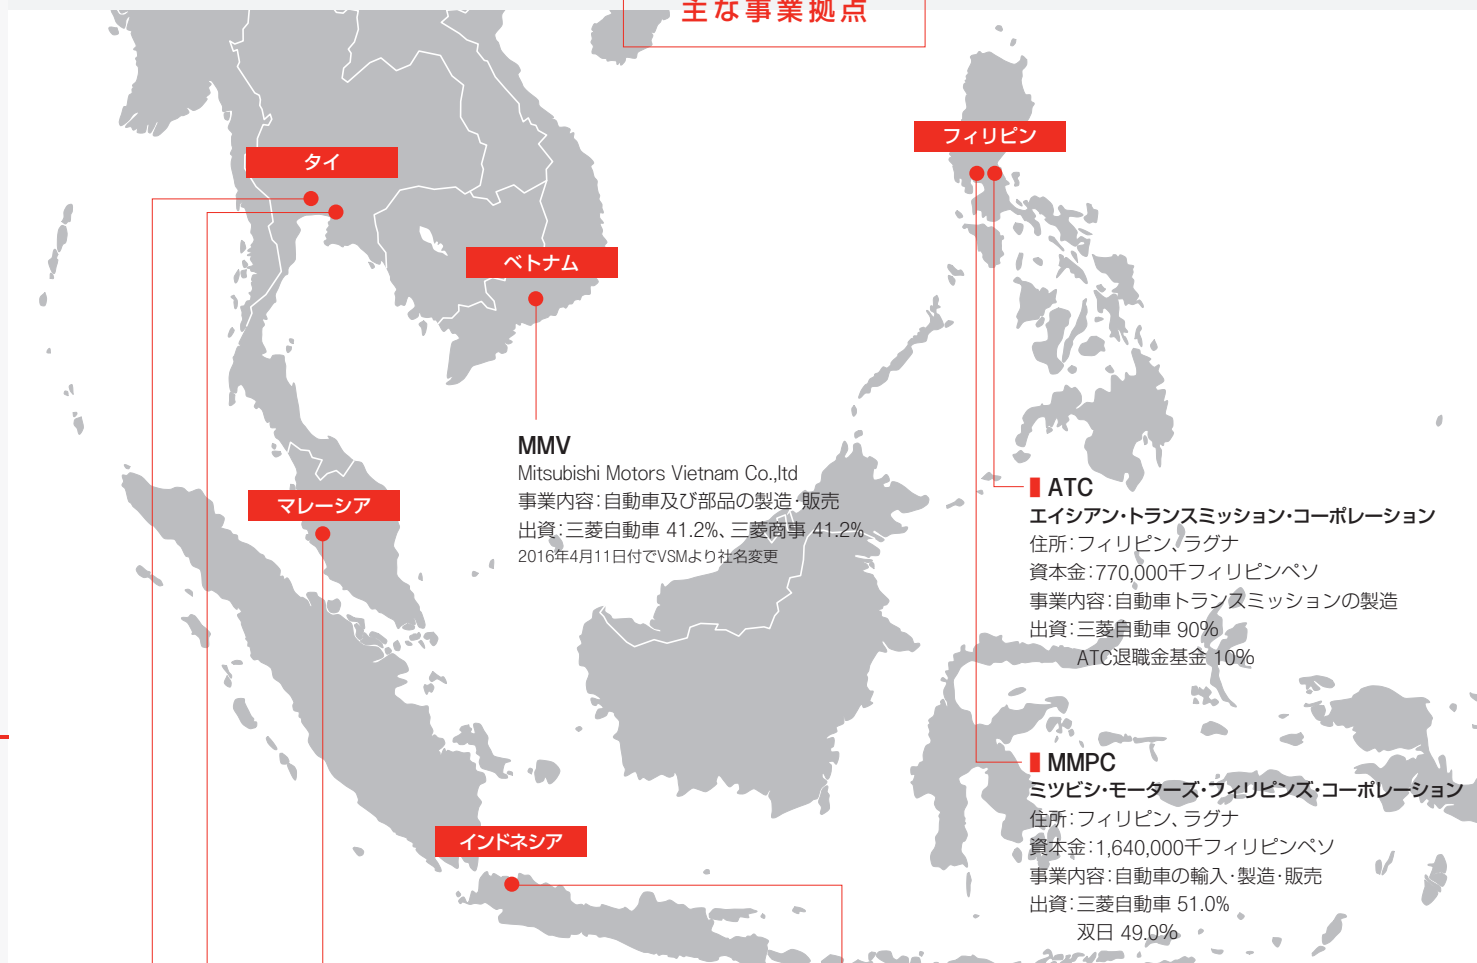 主な事業拠点
フィリピン
タイ
ベトナム
MMV
Mitsubishi Motors Vietnam Co.,ltd
事業内容:自動車及び部品の製造・販売
出資:三菱自動車 41.2%、三菱商事 41.2%
2016年4月11日付でVSMより社名変更
マレーシア
ATC
エイシアン・トランスミッション・コーポレーション
住所:フィリピン、ラグナ
資本金:770,000千フィリピンペソ
事業内容:自動車トランスミッションの製造
出資:三菱自動車 90%
ATC退職金基金 10%
MMPC
ミツビシ・モーターズ・フィリピンズ・コーポレーション
住所:フィリピン、ラグナ
資本金:1,640,000千フィリピンペソ
事業内容:自動車の輸入・製造・販売
出資:三菱自動車 51.0%
双日 49.0%
インドネシア